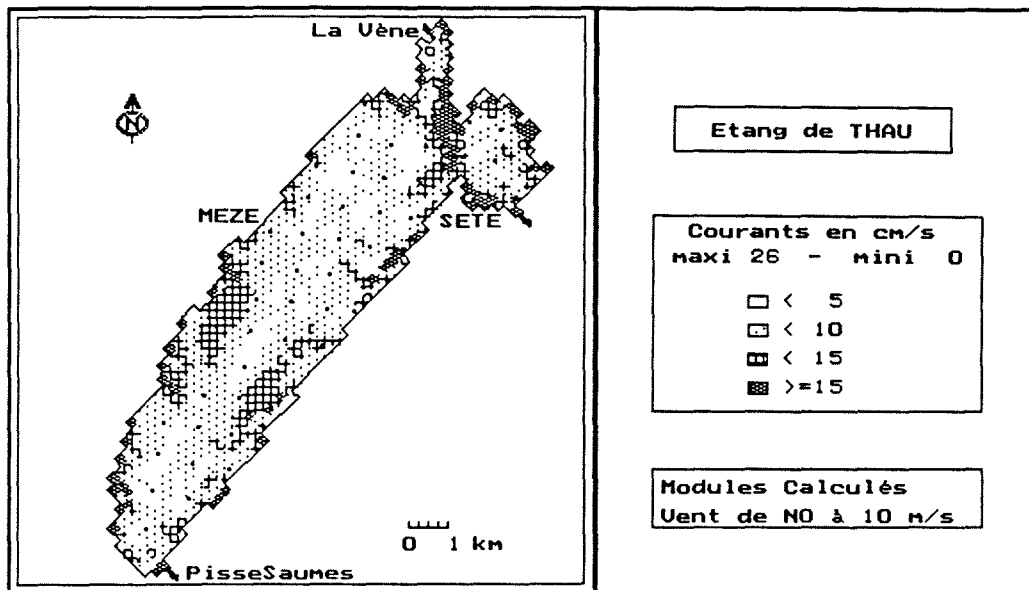 La Vène
N
MEZE
SETE
PisseSaumes
0 1 km
Etang de THAU
Courants en cm/s
maxi 26 - mini 0
< 5
< 10
< 15
>=15
Modules Calculés
Vent de NO à 10 m/s